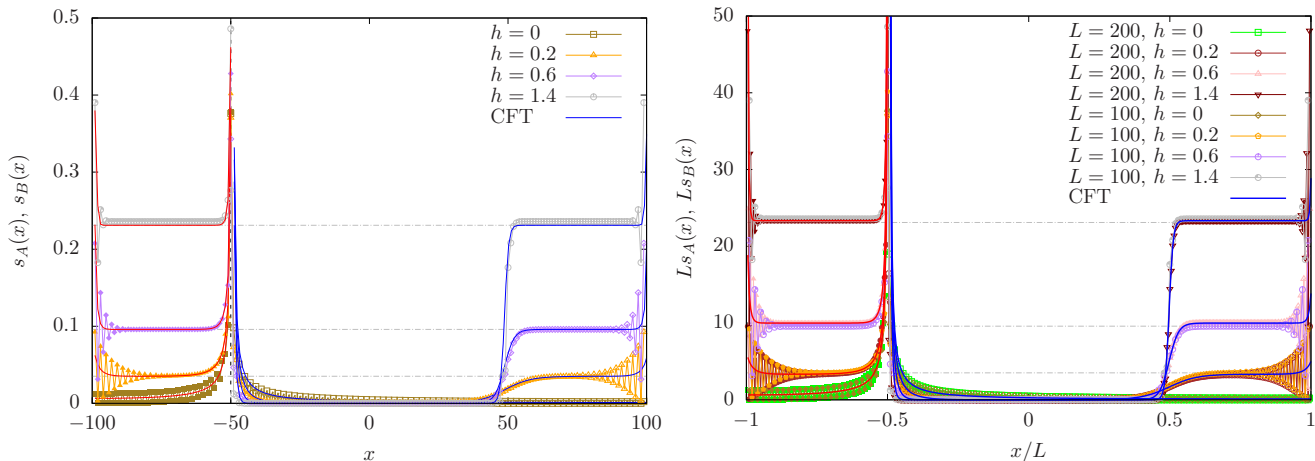 0.5
0.4
0.3
0.2
0.1
0
s_A(x), s_B(x)
h = 0
h = 0.2
h = 0.6
h = 1.4
CFT
−100
−50
0
50
100
x
50
40
30
20
10
0
Ls_A(x), Ls_B(x)
L = 200, h = 0
L = 200, h = 0.2
L = 200, h = 0.6
L = 200, h = 1.4
L = 100, h = 0
L = 100, h = 0.2
L = 100, h = 0.6
L = 100, h = 1.4
CFT
−1
−0.5
0
0.5
1
x/L